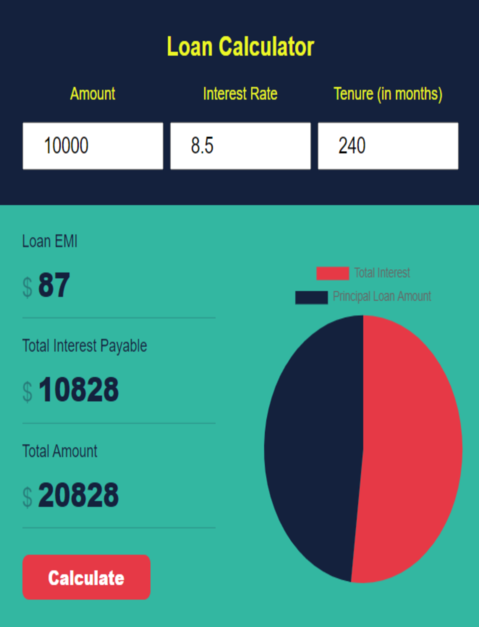 Loan Calculator
Amount Interest Rate Tenure (in months)
10000 8.5 240
Loan EMI
$ 87
Total Interest Payable
$ 10828
Total Amount
$ 20828
Calculate
Total Interest
Principal Loan Amount